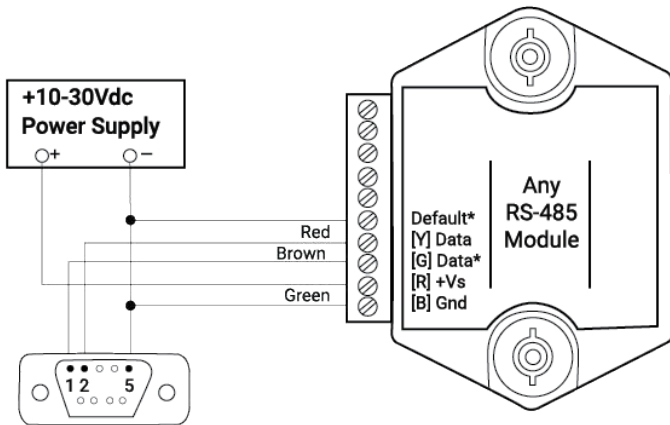 +10-30Vdc
Power Supply
+
−
Red
Brown
Green
Default*
[Y] Data
[G] Data*
[R] +Vs
[B] Gnd
Any
RS-485
Module
1 2 5